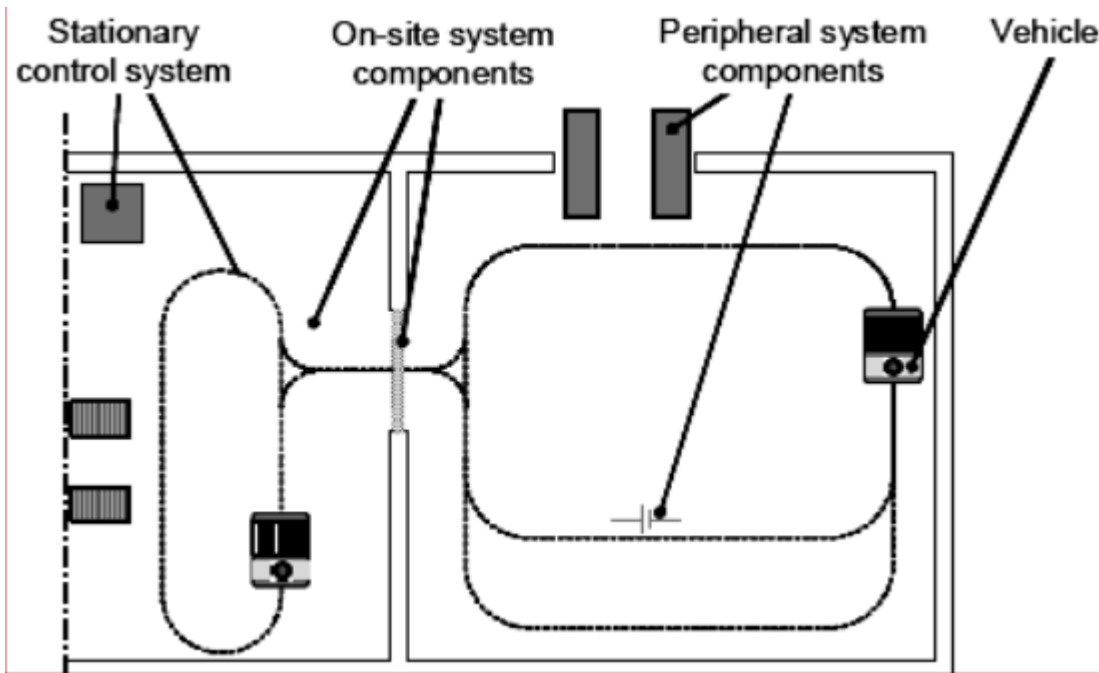 Stationary
control system
On-site system
components
Peripheral system
components
Vehicle